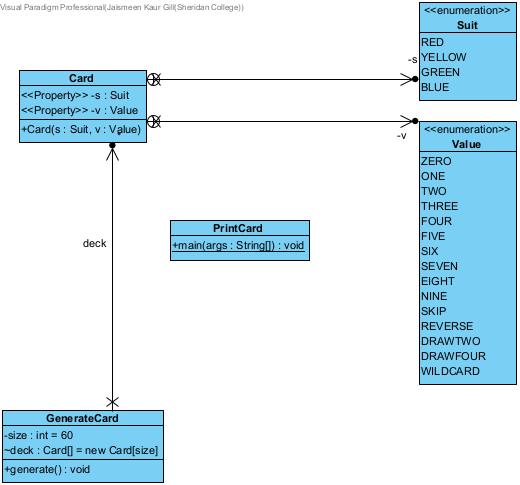 Visual Paradigm Professional(Jaismeen Kaur Gill(Sheridan College))
<<enumeration>>
Suit
RED
YELLOW
GREEN
BLUE
-s
Card
<<Property>> -s : Suit
<<Property>> -v : Value
+Card(s : Suit, v : Value)
-v
<<enumeration>>
Value
ZERO
ONE
TWO
THREE
FOUR
FIVE
SIX
SEVEN
EIGHT
NINE
SKIP
REVERSE
DRAWTWO
DRAWFOUR
WILDCARD
deck
PrintCard
+main(args : String[]) : void
GenerateCard
-size : int = 60
~deck : Card[] = new Card[size]
+generate() : void